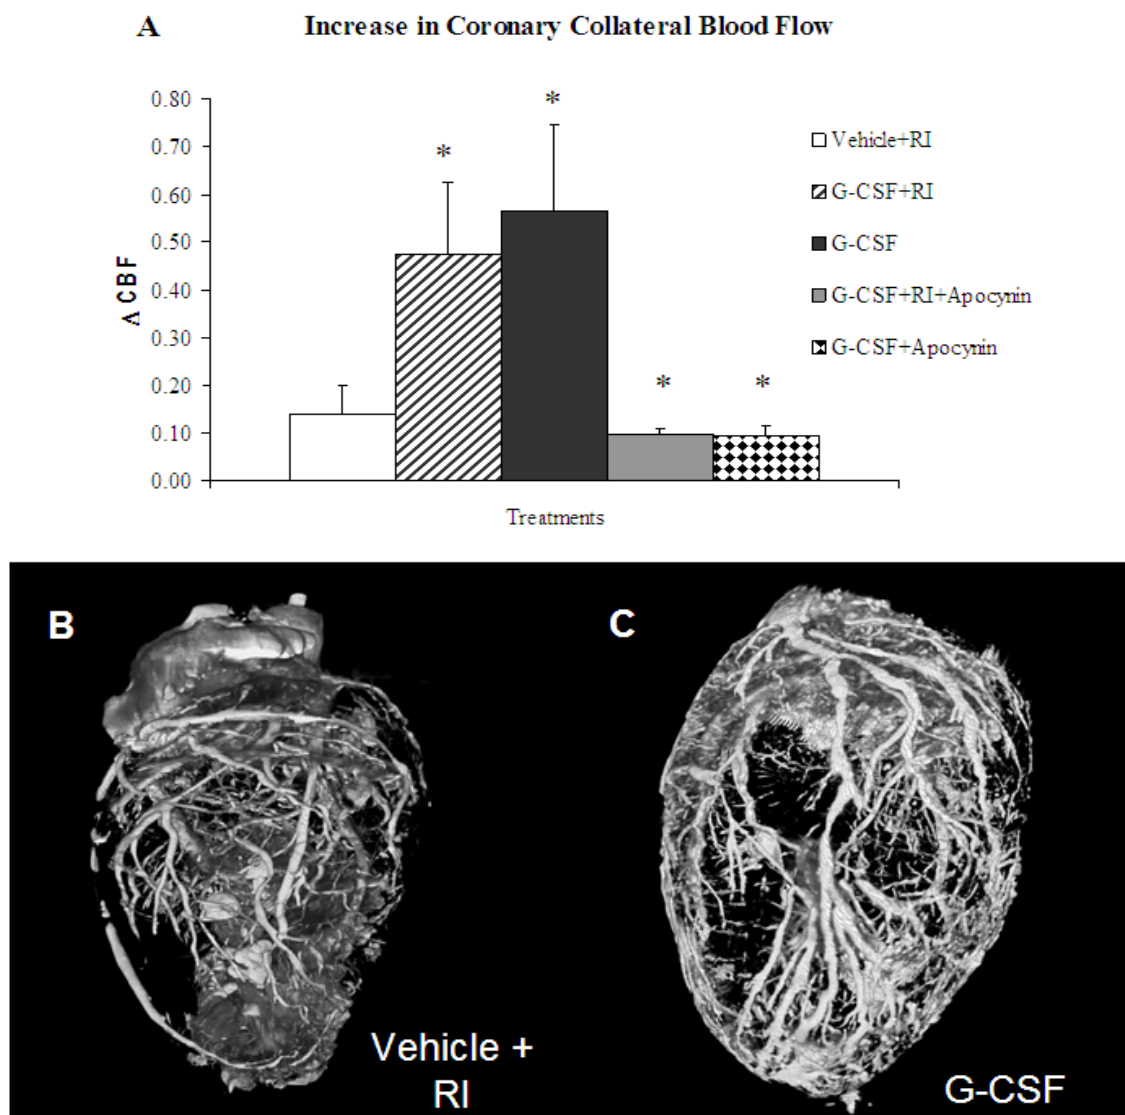 A
Increase in Coronary Collateral Blood Flow
0.80
0.70
0.60
0.50
0.40
0.30
0.20
0.10
0.00
Δ CBF
*
*
*
*
Treatments
Vehicle+RI
G-CSF+RI
G-CSF
G-CSF+RI+Apocynin
G-CSF+Apocynin
B
Vehicle +
RI
C
G-CSF